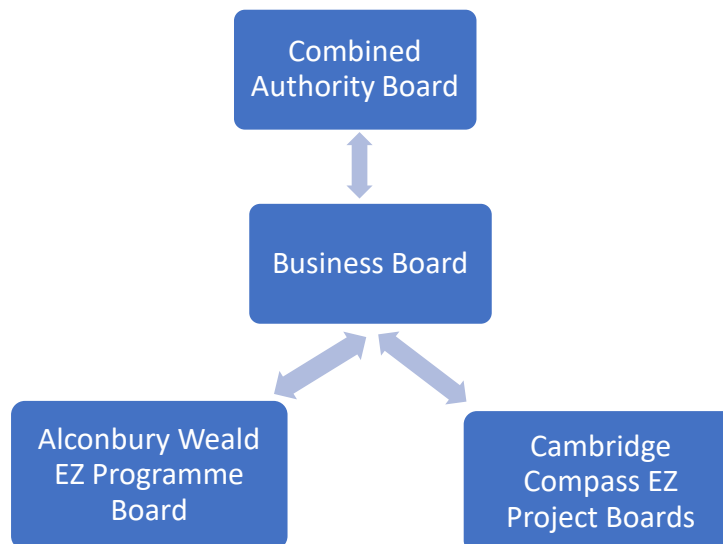 Combined
Authority Board
Business Board
Alconbury Weald
EZ Programme
Board
Cambridge
Compass EZ
Project Boards